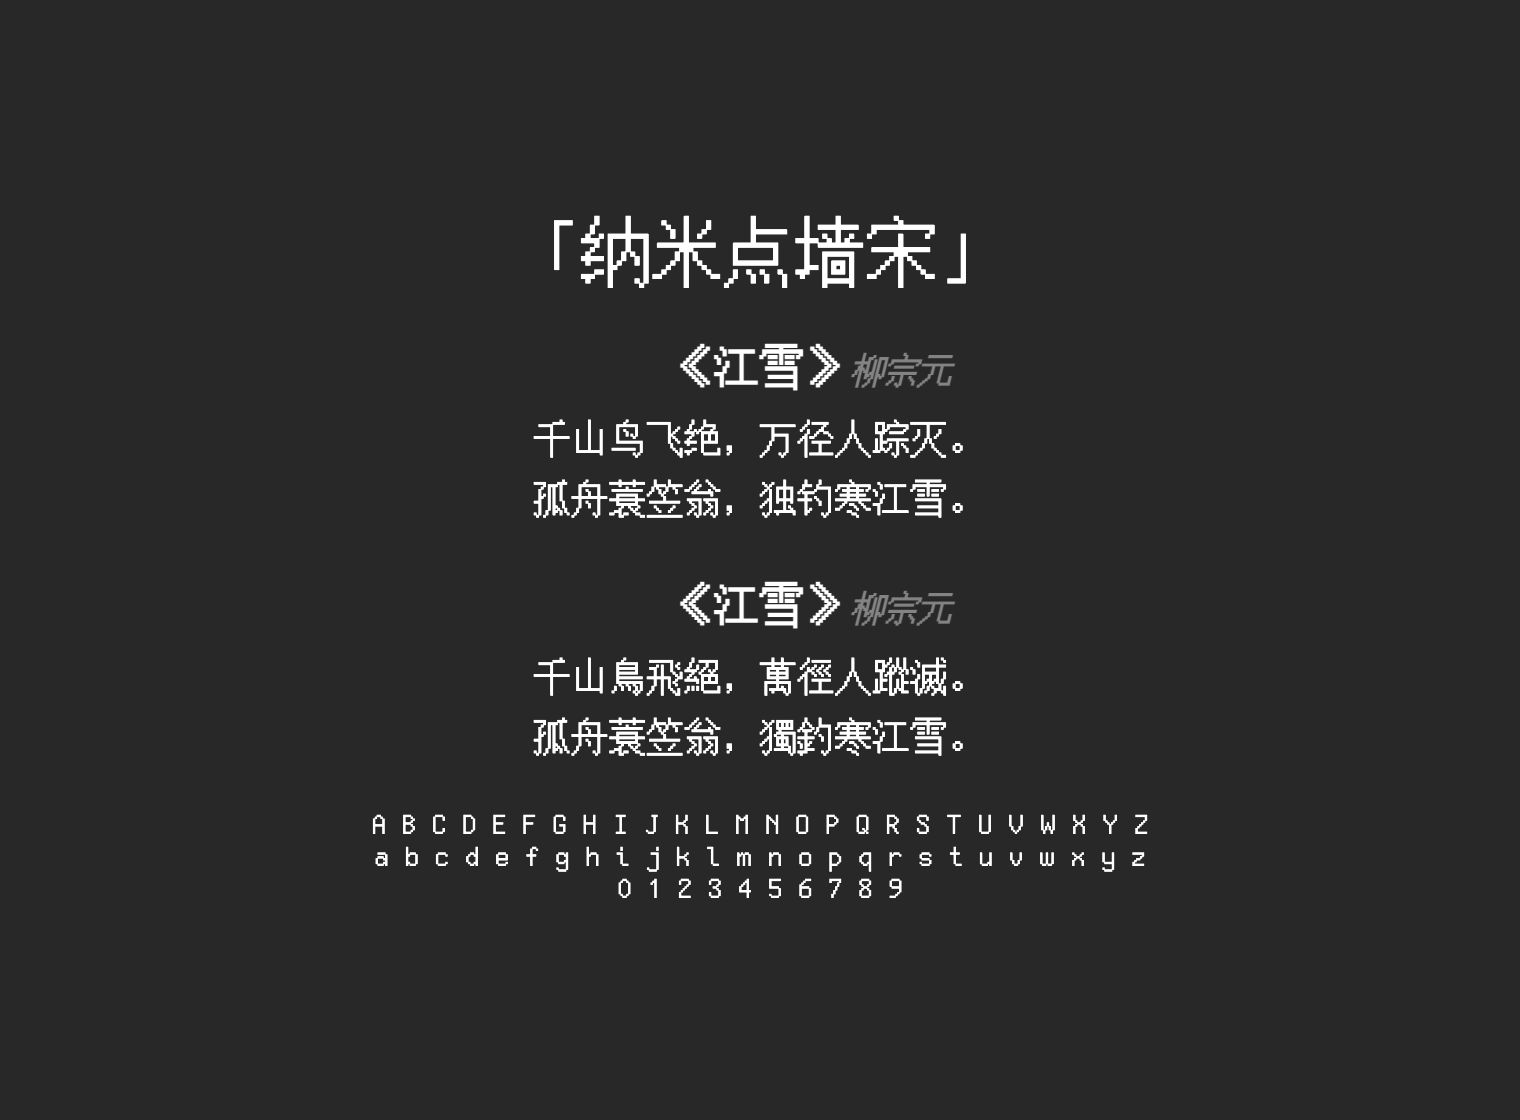 「纳米点墙宋」
《江雪》柳宗元
千山鸟飞绝，万径人踪灭。
孤舟蓑笠翁，独钓寒江雪。
《江雪》柳宗元
千山鳥飛絕，萬徑人蹤滅。
孤舟蓑笠翁，獨釣寒江雪。
A B C D E F G H I J K L M N O P Q R S T U V W X Y Z
a b c d e f g h i j k l m n o p q r s t u v w x y z
0 1 2 3 4 5 6 7 8 9